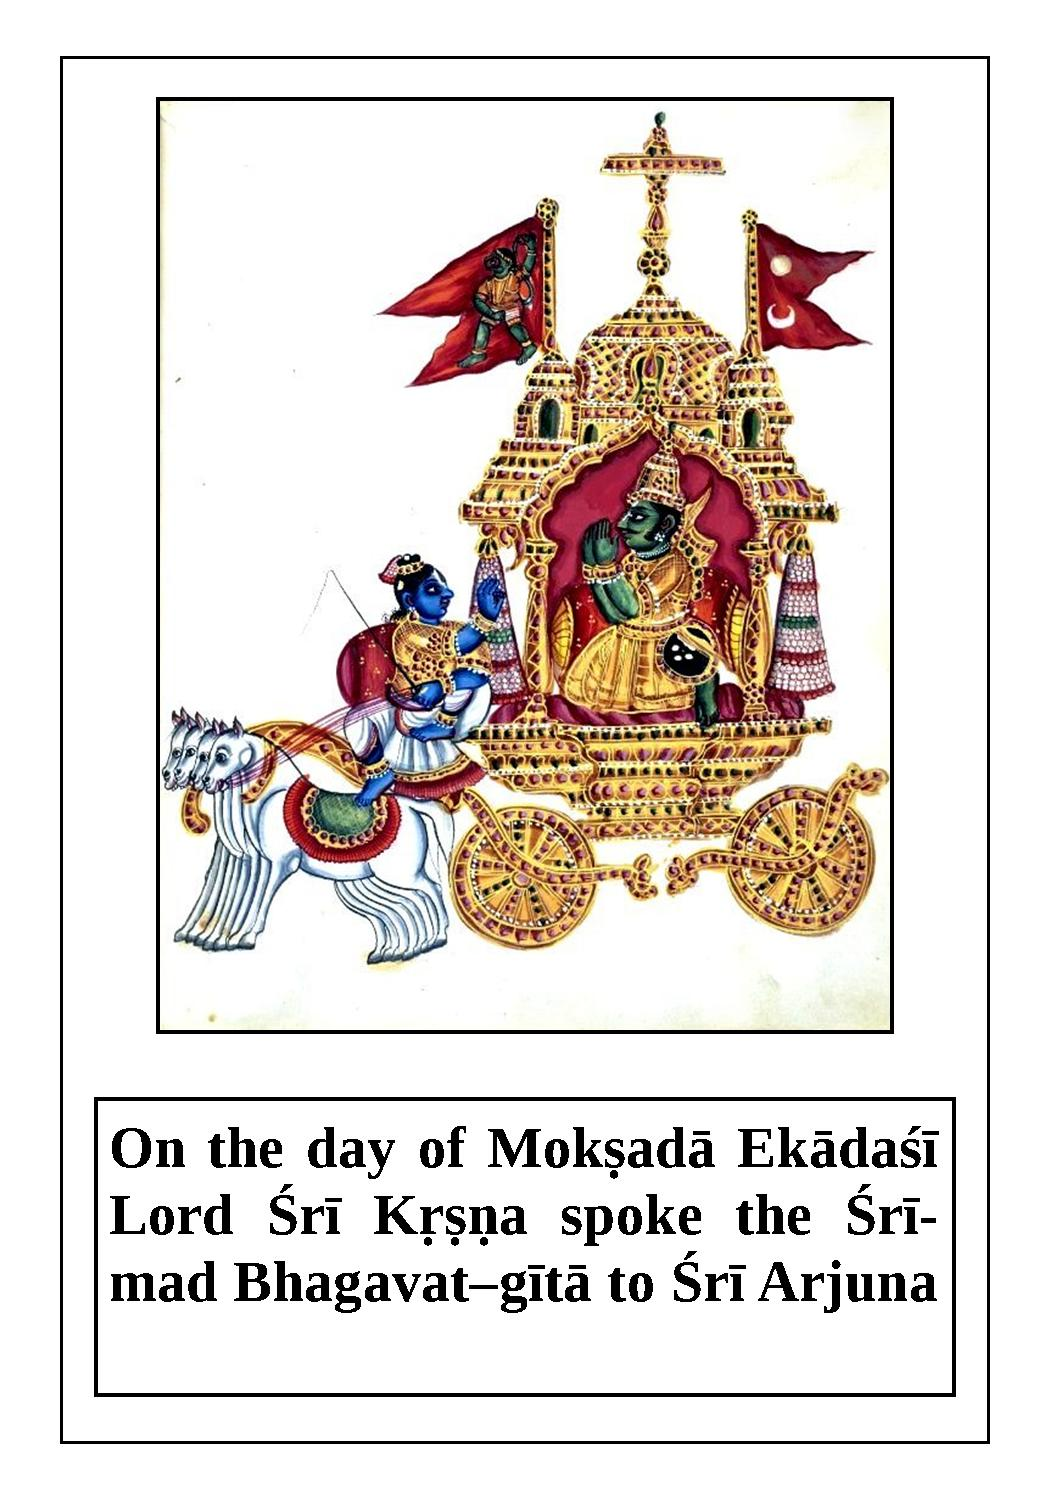 On the day of Mokṣadā Ekādaśī
Lord Śrī Kṛṣṇa spoke the Śrī-
mad Bhagavat–gītā to Śrī Arjuna